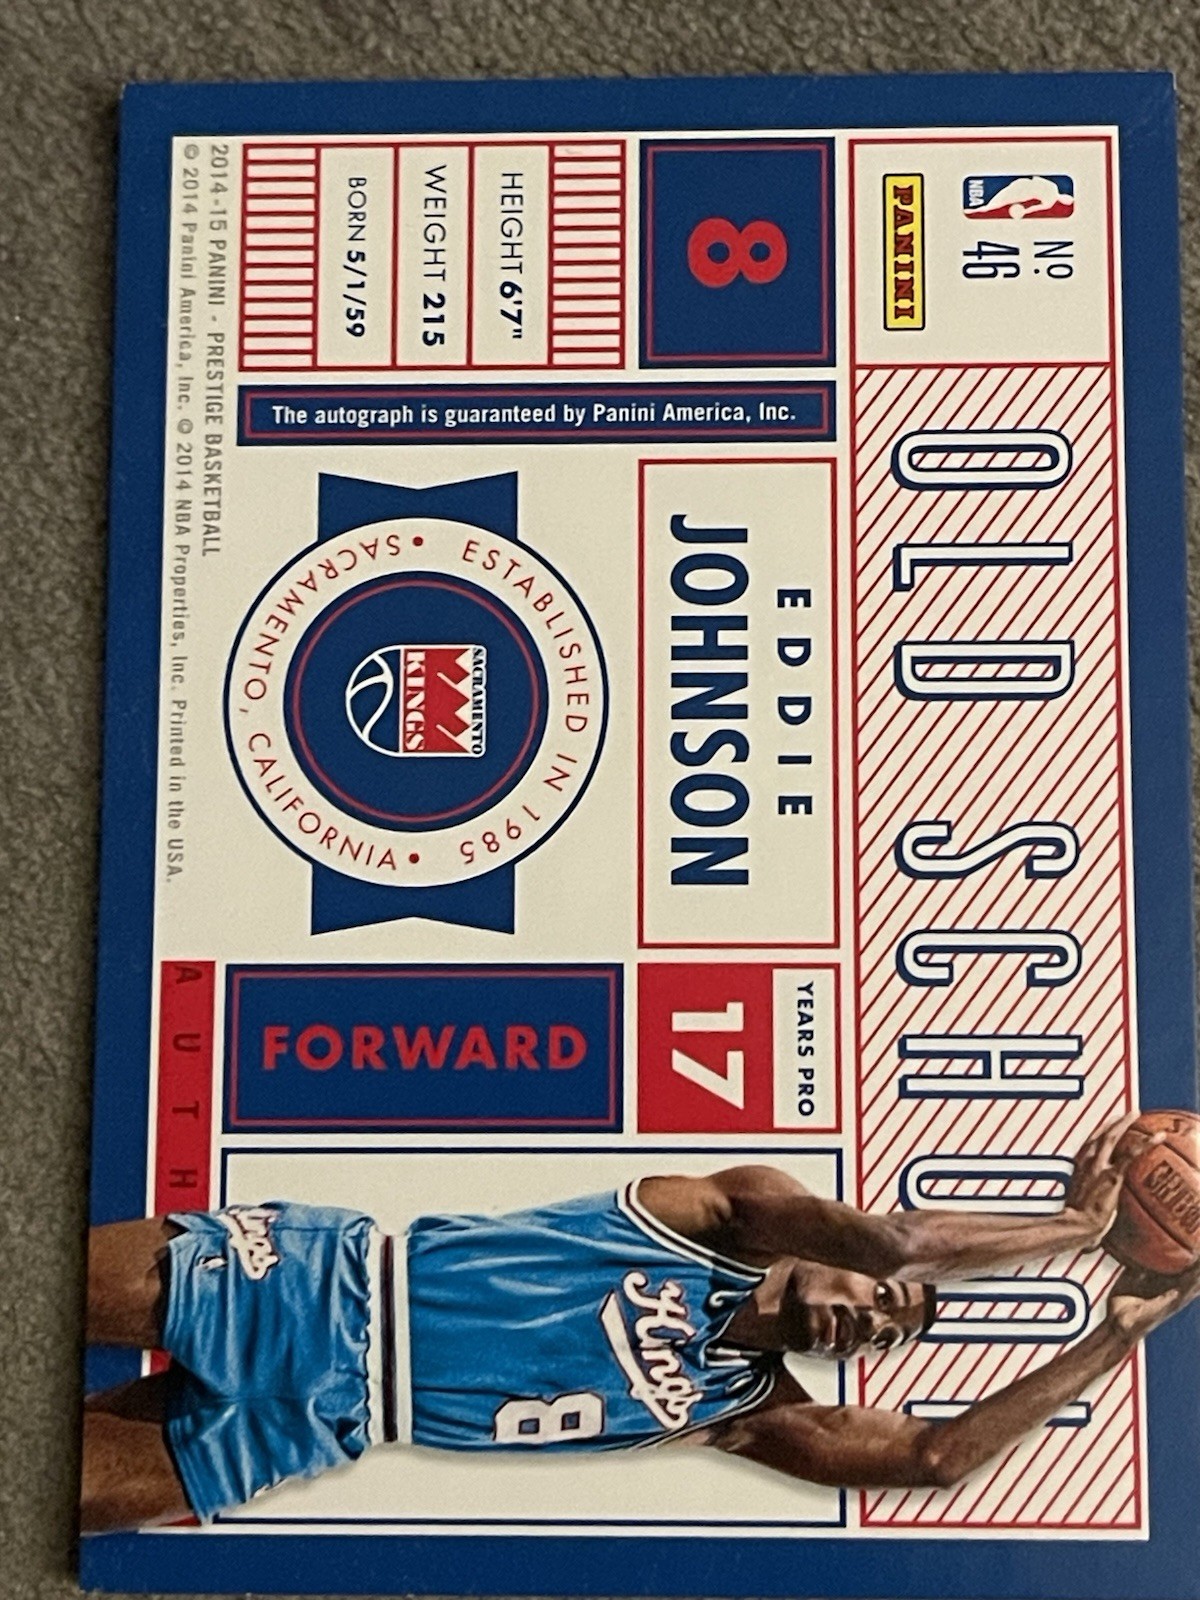 No.
46
NBA
PANINI
OLD SCHOOL
8
HEIGHT 6'7"
WEIGHT 215
BORN 5/1/59
The autograph is guaranteed by Panini America, Inc.
EDDIE
JOHNSON
YEARS PRO
17
ESTABLISHED IN 1985
SACRAMENTO, CALIFORNIA
SACRAMENTO
KINGS
FORWARD
Kings
8
Kings
AUTH
2014-15 PANINI - PRESTIGE BASKETBALL
© 2014 Panini America, Inc. © 2014 NBA Properties, Inc. Printed in the USA.